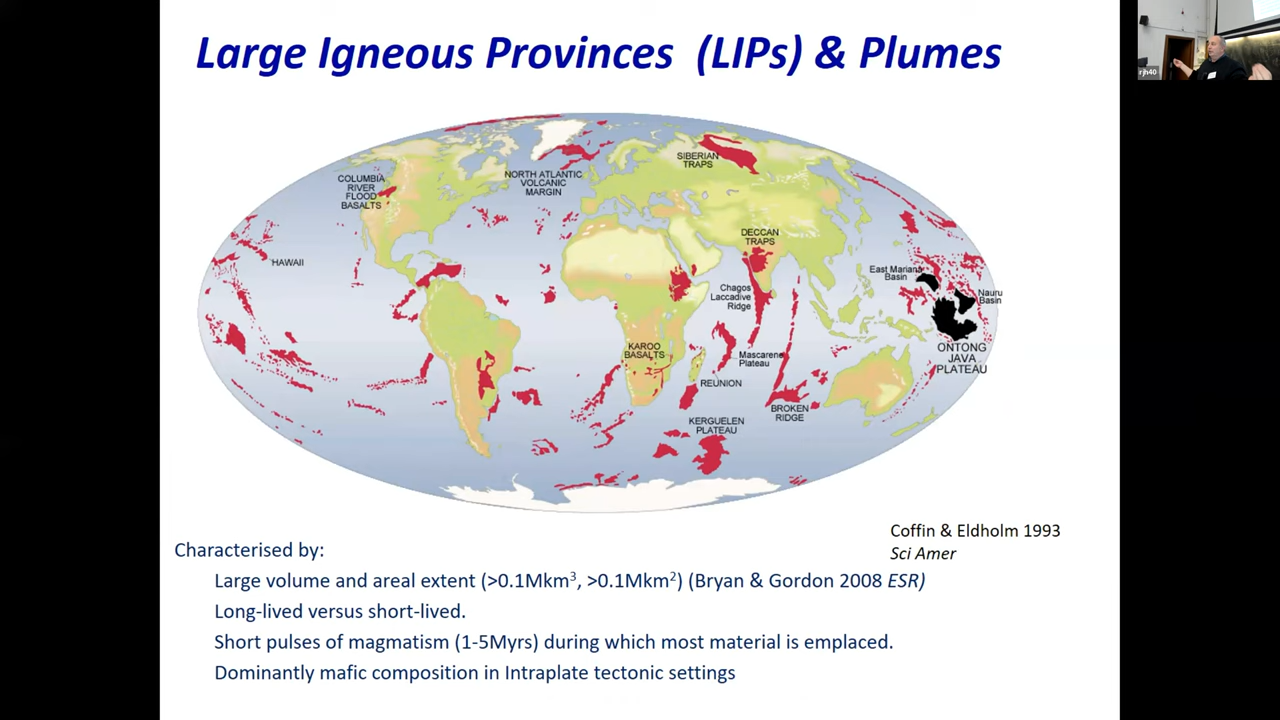 Large Igneous Provinces (LIPs) & Plumes
rjh40
SIBERIAN
TRAPS
COLUMBIA
RIVER
FLOOD
BASALTS
NORTH ATLANTIC
VOLCANIC
MARGIN
DECCAN
TRAPS
HAWAII
East Mariana
Basin
Chagos
Laccadive
Ridge
Nauru
Basin
KAROO
BASALTS
Mascarene
Plateau
ONTONG
JAVA
PLATEAU
REUNION
BROKEN
RIDGE
KERGUELEN
PLATEAU
Coffin & Eldholm 1993
Sci Amer
Characterised by:
Large volume and areal extent (>0.1Mkm³, >0.1Mkm²) (Bryan & Gordon 2008 ESR)
Long-lived versus short-lived.
Short pulses of magmatism (1-5Myrs) during which most material is emplaced.
Dominantly mafic composition in Intraplate tectonic settings